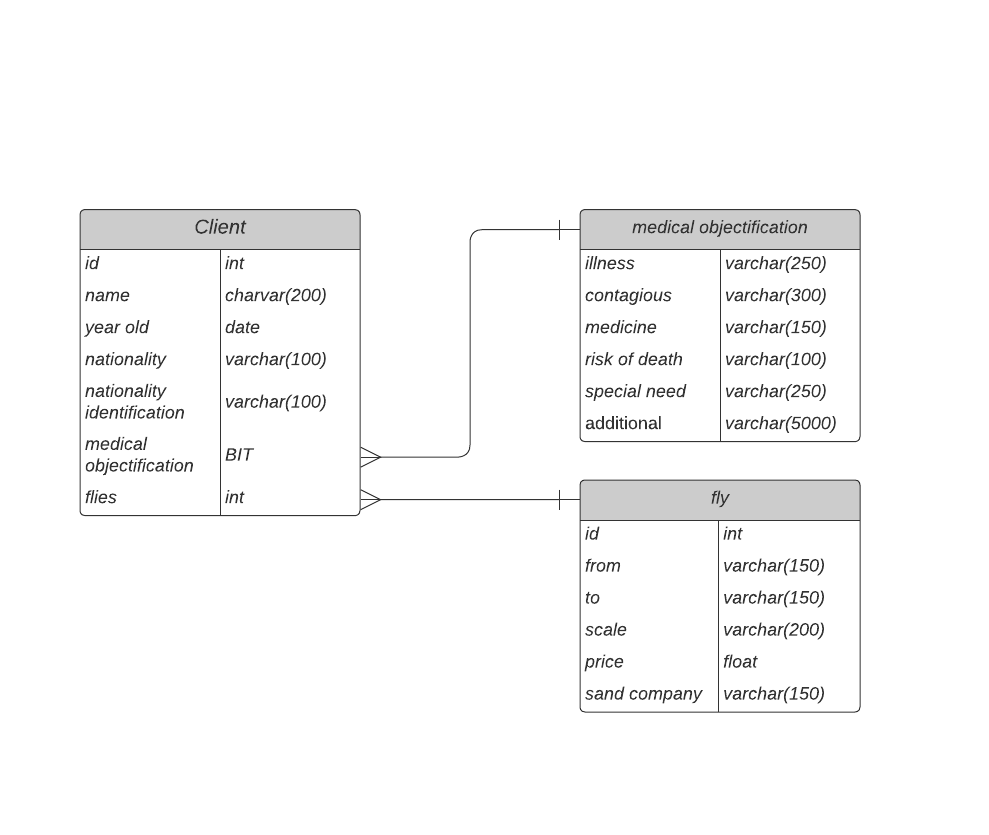 Client
id int
name charvar(200)
year old date
nationality varchar(100)
nationality
identification varchar(100)
medical
objectification BIT
flies int
medical objectification
illness varchar(250)
contagious varchar(300)
medicine varchar(150)
risk of death varchar(100)
special need varchar(250)
additional varchar(5000)
fly
id int
from varchar(150)
to varchar(150)
scale varchar(200)
price float
sand company varchar(150)